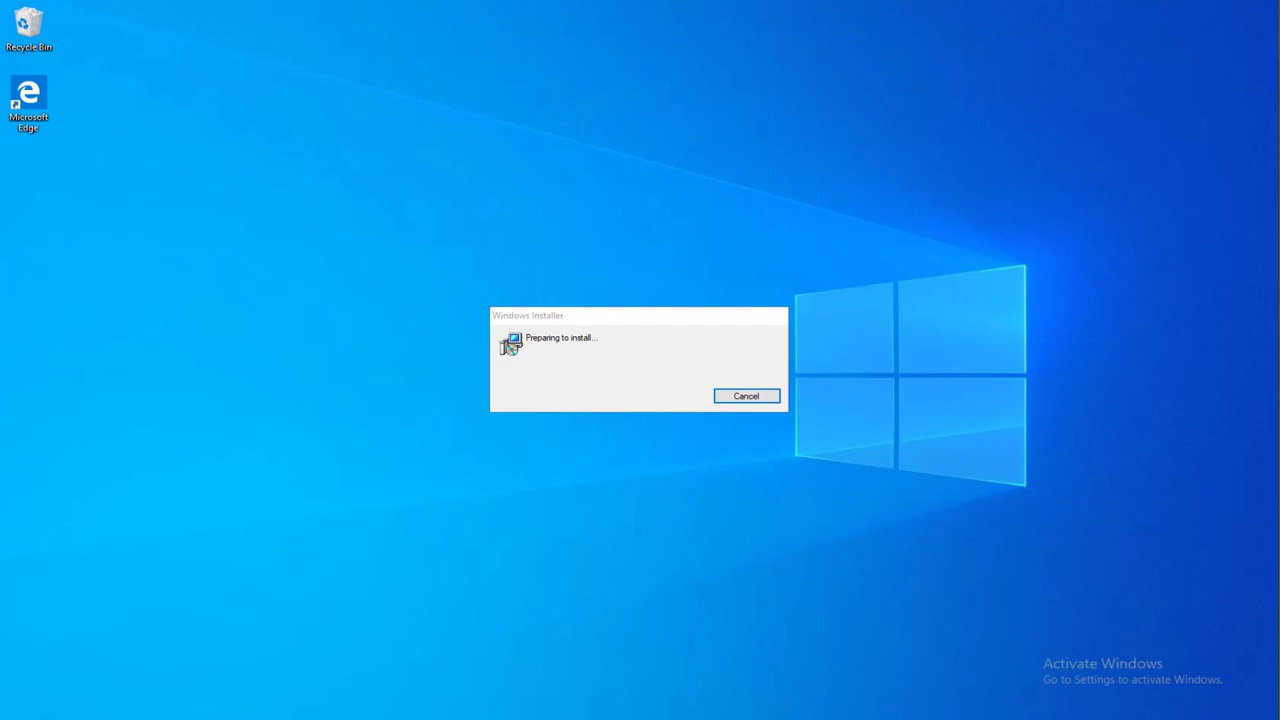 Recycle Bin
Microsoft
Edge
Windows Installer
Preparing to install...
Cancel
Activate Windows
Go to Settings to activate Windows.